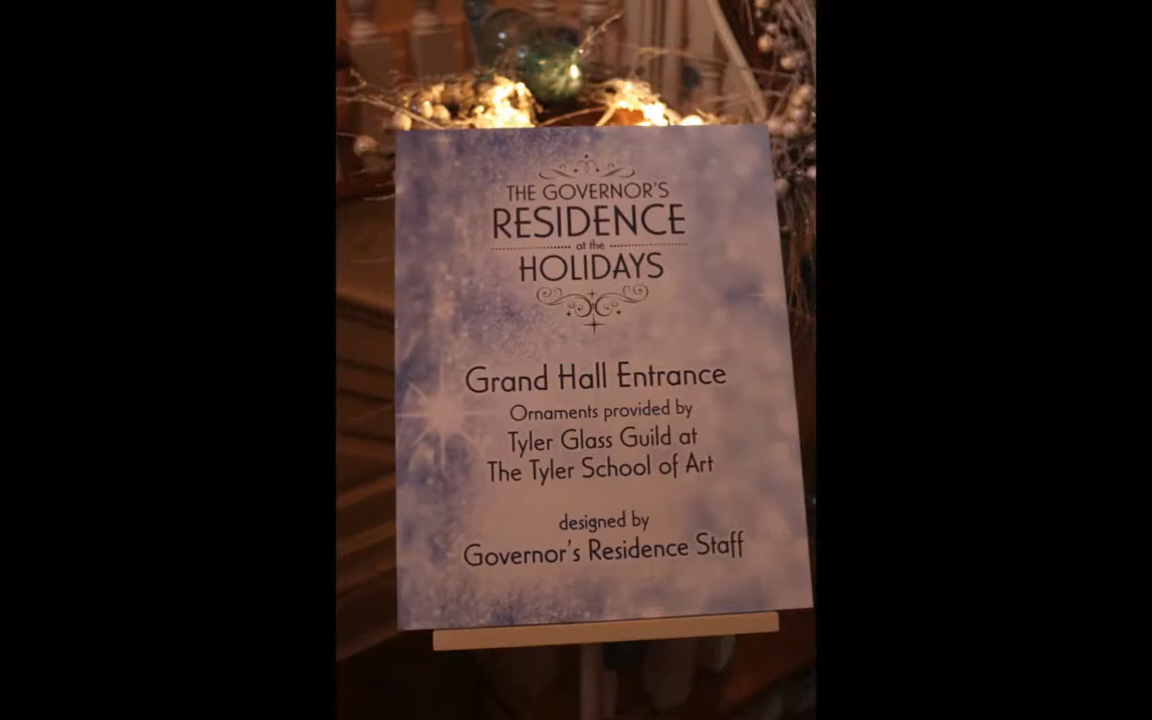 THE GOVERNOR'S
RESIDENCE
at the
HOLIDAYS
Grand Hall Entrance
Ornaments provided by
Tyler Glass Guild at
The Tyler School of Art
designed by
Governor's Residence Staff